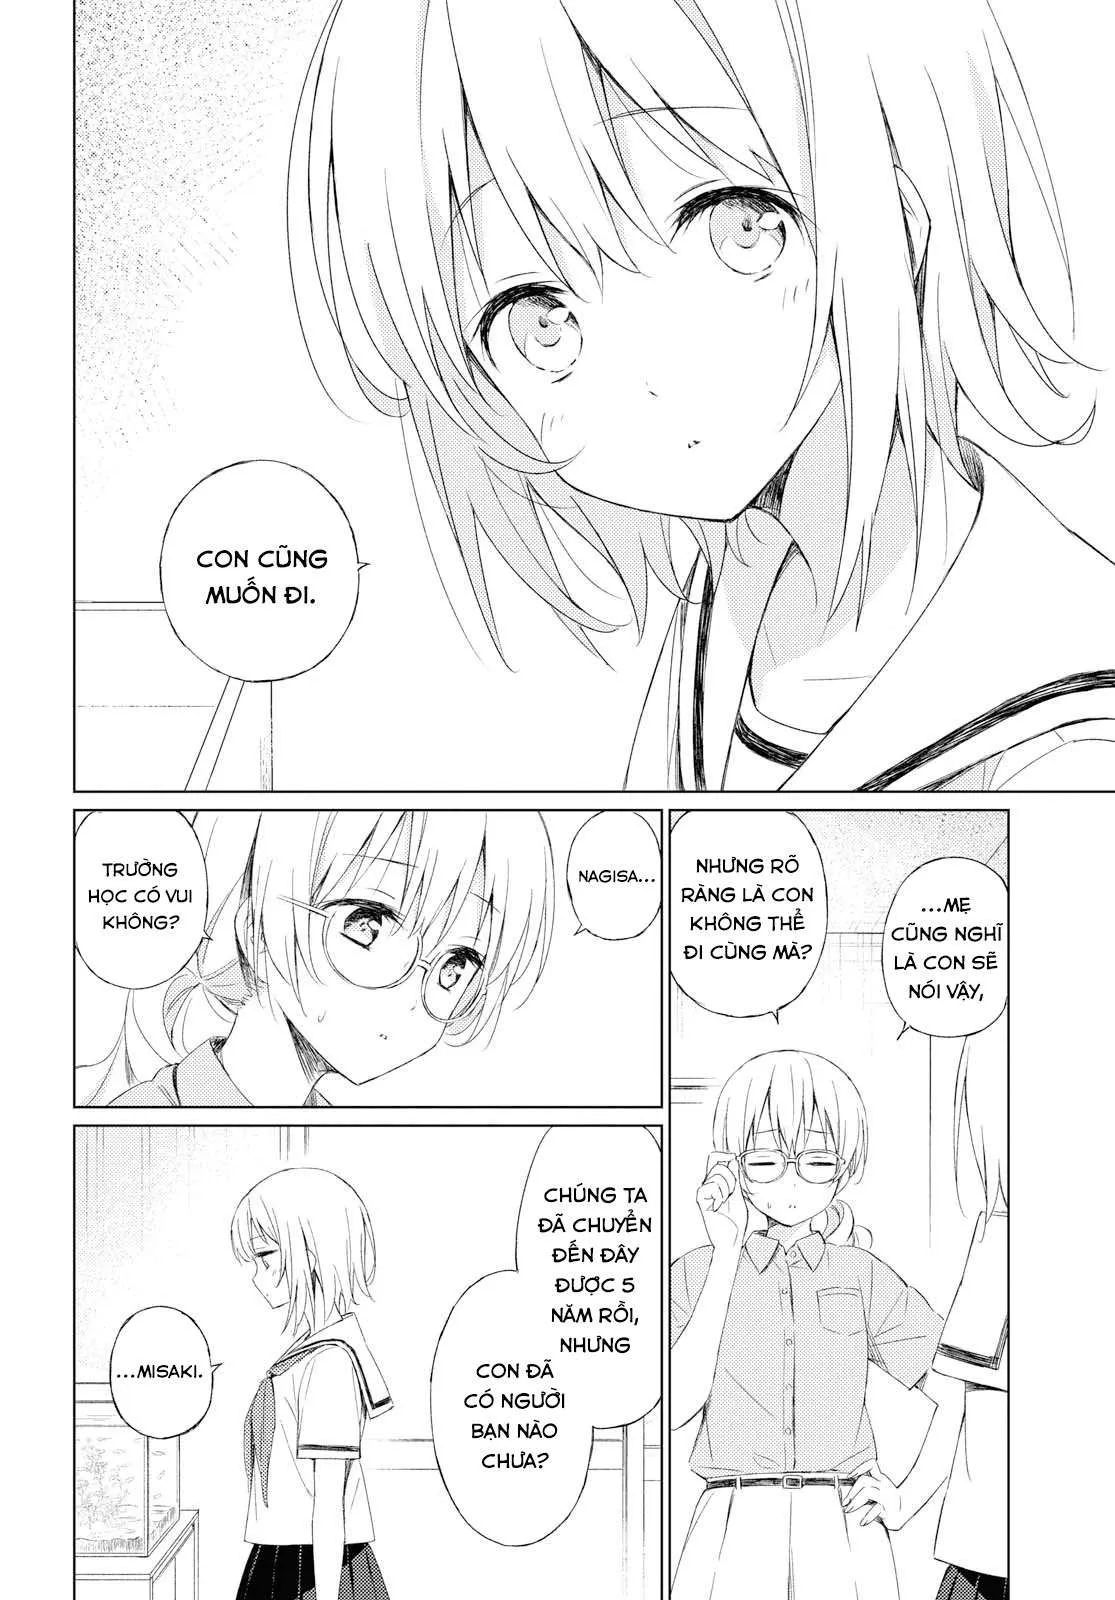 CON CŨNG
MUỐN ĐI.
...MẸ
CŨNG NGHĨ
LÀ CON SẼ
NÓI VẬY,
NHƯNG RÕ
RÀNG LÀ CON
KHÔNG THỂ
ĐI CÙNG MÀ?
NAGISA...
TRƯỜNG
HỌC CÓ VUI
KHÔNG?
CHÚNG TA
ĐÃ CHUYỂN
ĐẾN ĐÂY
ĐƯỢC 5
NĂM RỒI,
NHƯNG
CON ĐÃ
CÓ NGƯỜI
BẠN NÀO
CHƯA?
...MISAKI.